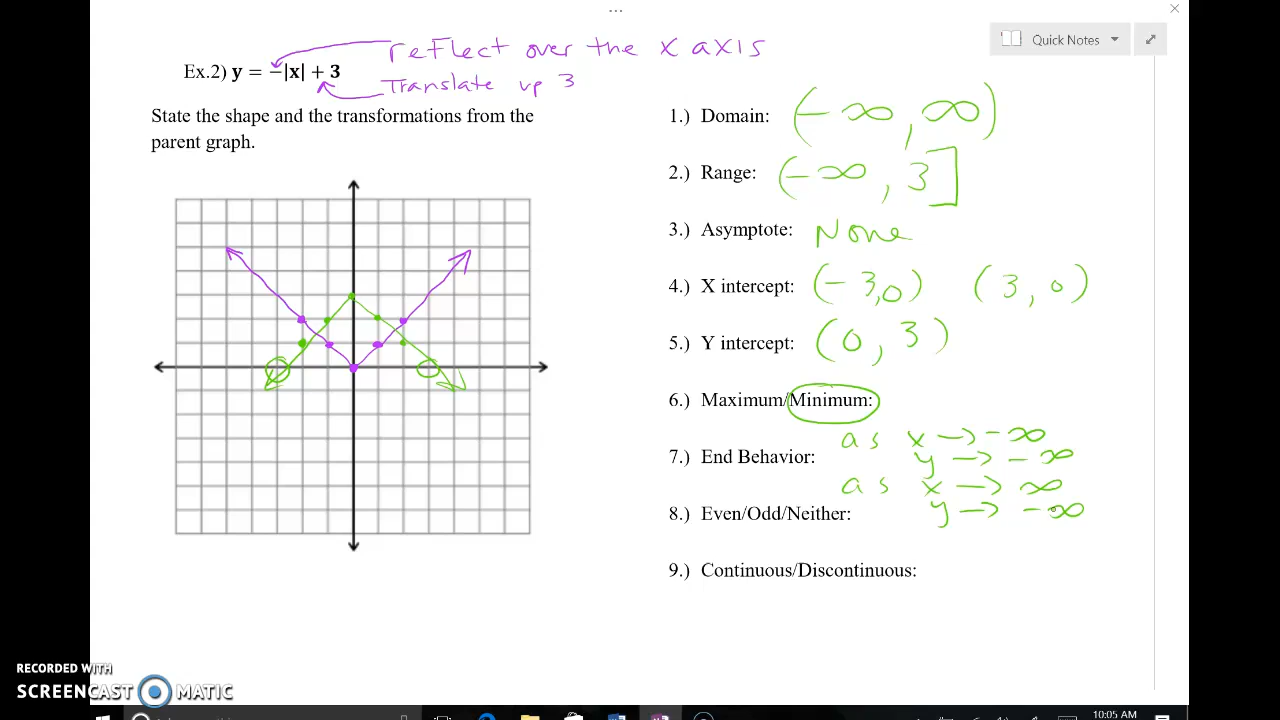 ...
×
Quick Notes
reflect over the x axis
Ex.2) y = −|x| + 3
Translate up 3
State the shape and the transformations from the
parent graph.
1.) Domain: (-∞, ∞)
2.) Range: (-∞, 3]
3.) Asymptote: None
4.) X intercept: (-3,0) (3, 0)
5.) Y intercept: (0, 3)
6.) Maximum/Minimum:
as x → -∞
7.) End Behavior: y → -∞
as x → ∞
8.) Even/Odd/Neither: y → -∞
9.) Continuous/Discontinuous:
RECORDED WITH
SCREENCAST MATIC
10:05 AM